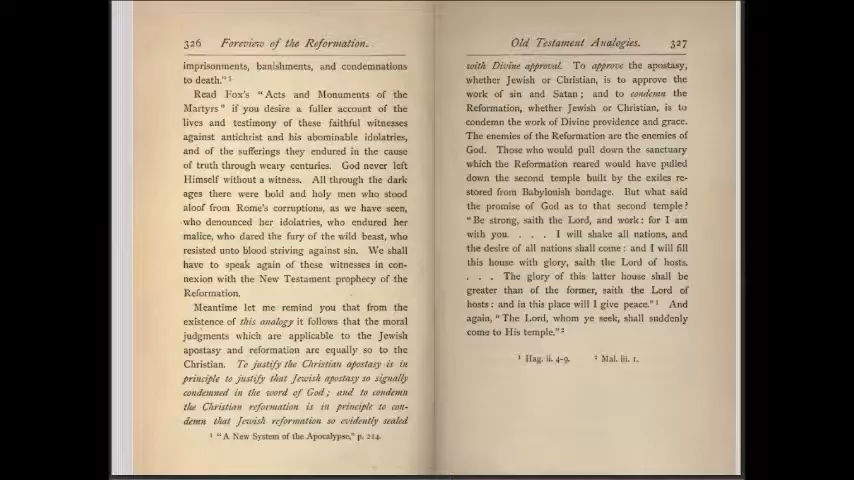 326 Foreview of the Reformation.
imprisonments, banishments, and condemnations
to death." 1
Read Fox's "Acts and Monuments of the
Martyrs" if you desire a fuller account of the
lives and testimony of these faithful witnesses
against antichrist and his abominable idolatries,
and of the sufferings they endured in the cause
of truth through weary centuries. God never left
Himself without a witness. All through the dark
ages there were bold and holy men who stood
aloof from Rome's corruptions, as we have seen,
who denounced her idolatries, who endured her
malice, who dared the fury of the wild beast, who
resisted unto blood striving against sin. We shall
have to speak again of these witnesses in con-
nexion with the New Testament prophecy of the
Reformation.
Meantime let me remind you that from the
existence of this analogy it follows that the moral
judgments which are applicable to the Jewish
apostasy and reformation are equally so to the
Christian. To justify the Christian apostasy is in
principle to justify that Jewish apostasy so signally
condemned in the word of God; and to condemn
the Christian reformation is in principle to con-
demn that Jewish reformation so evidently sealed
1 "A New System of the Apocalypse," p. 214.
Old Testament Analogies. 327
with Divine approval. To approve the apostasy,
whether Jewish or Christian, is to approve the
work of sin and Satan; and to condemn the
Reformation, whether Jewish or Christian, is to
condemn the work of Divine providence and grace.
The enemies of the Reformation are the enemies of
God. Those who would pull down the sanctuary
which the Reformation reared would have pulled
down the second temple built by the exiles re-
stored from Babylonish bondage. But what said
the promise of God as to that second temple?
"Be strong, saith the Lord, and work: for I am
with you. . . . I will shake all nations, and
the desire of all nations shall come: and I will fill
this house with glory, saith the Lord of hosts.
. . . The glory of this latter house shall be
greater than of the former, saith the Lord of
hosts: and in this place will I give peace." 1 And
again, "The Lord, whom ye seek, shall suddenly
come to His temple." 2
1 Hag. ii. 4-9. 2 Mal. iii. 1.